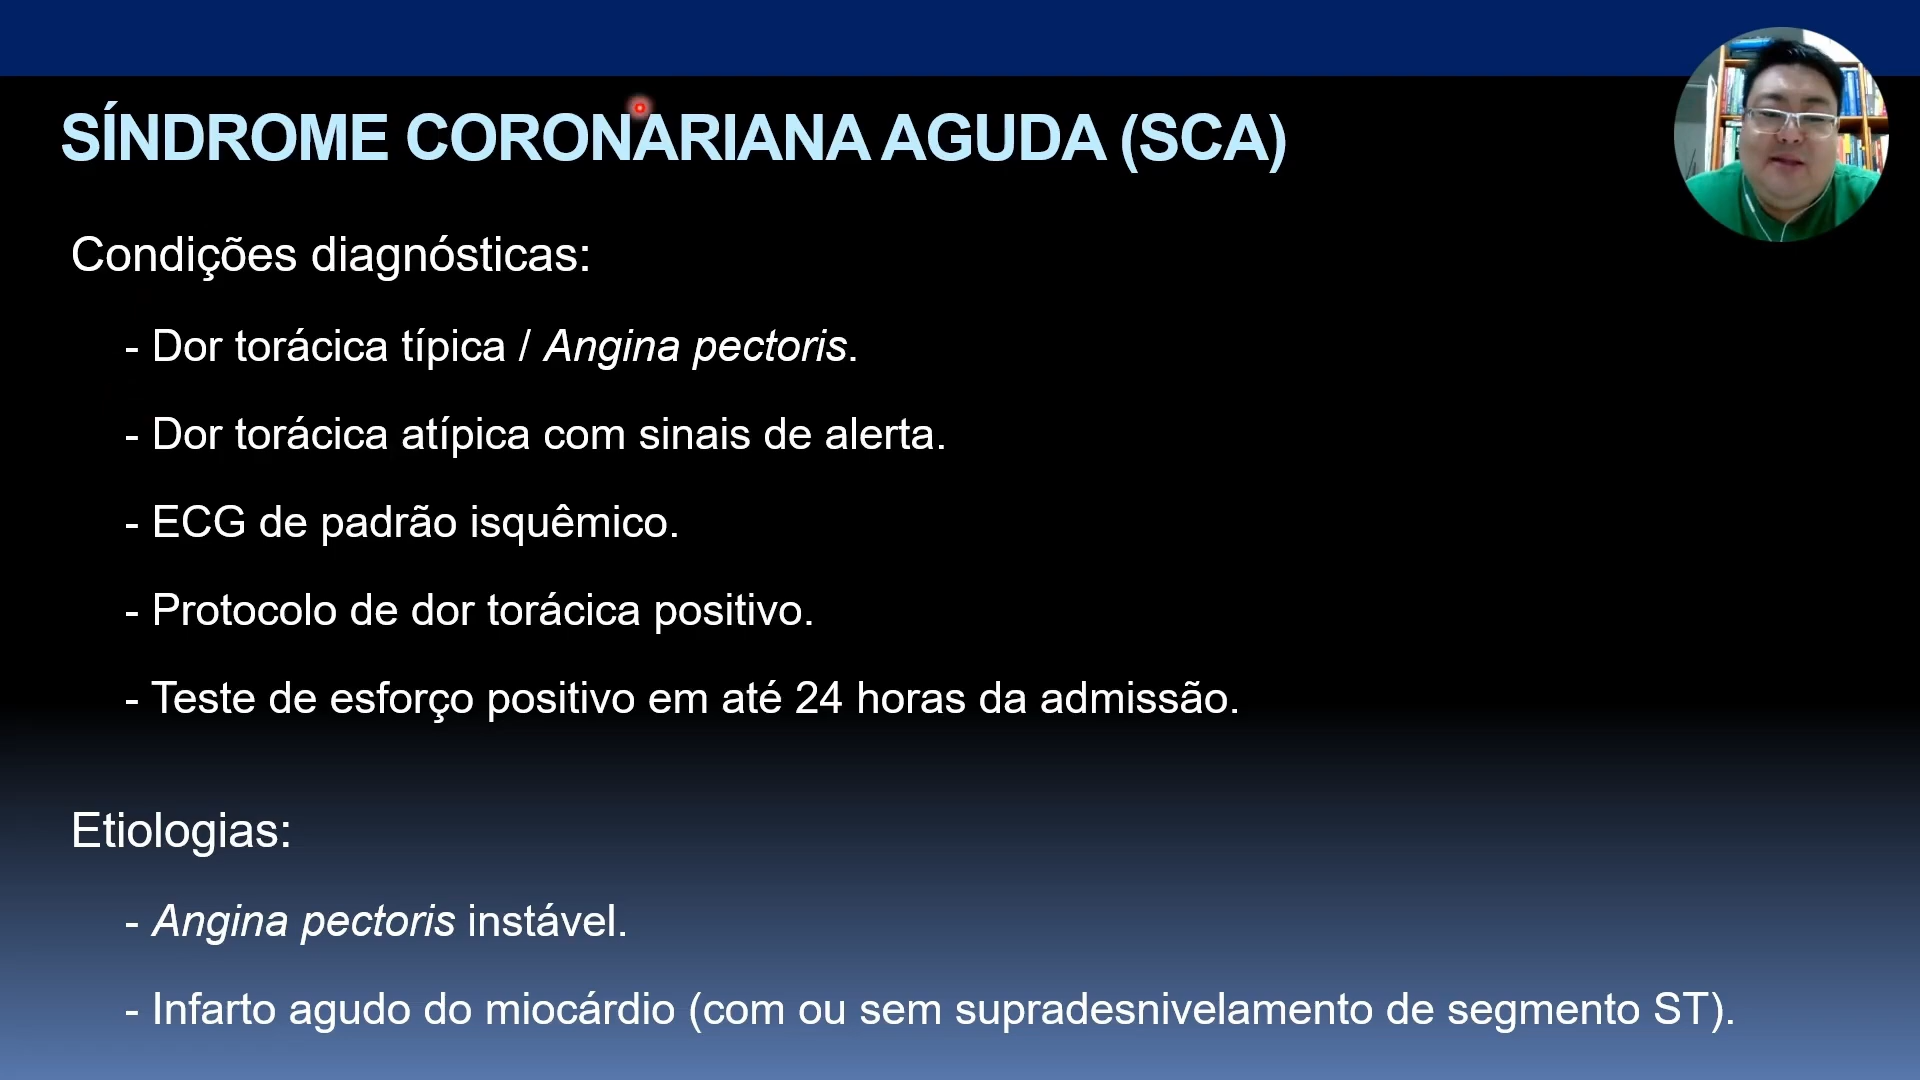 SÍNDROME CORONARIANA AGUDA (SCA)
Condições diagnósticas:
- Dor torácica típica / Angina pectoris.
- Dor torácica atípica com sinais de alerta.
- ECG de padrão isquêmico.
- Protocolo de dor torácica positivo.
- Teste de esforço positivo em até 24 horas da admissão.
Etiologias:
- Angina pectoris instável.
- Infarto agudo do miocárdio (com ou sem supradesnivelamento de segmento ST).